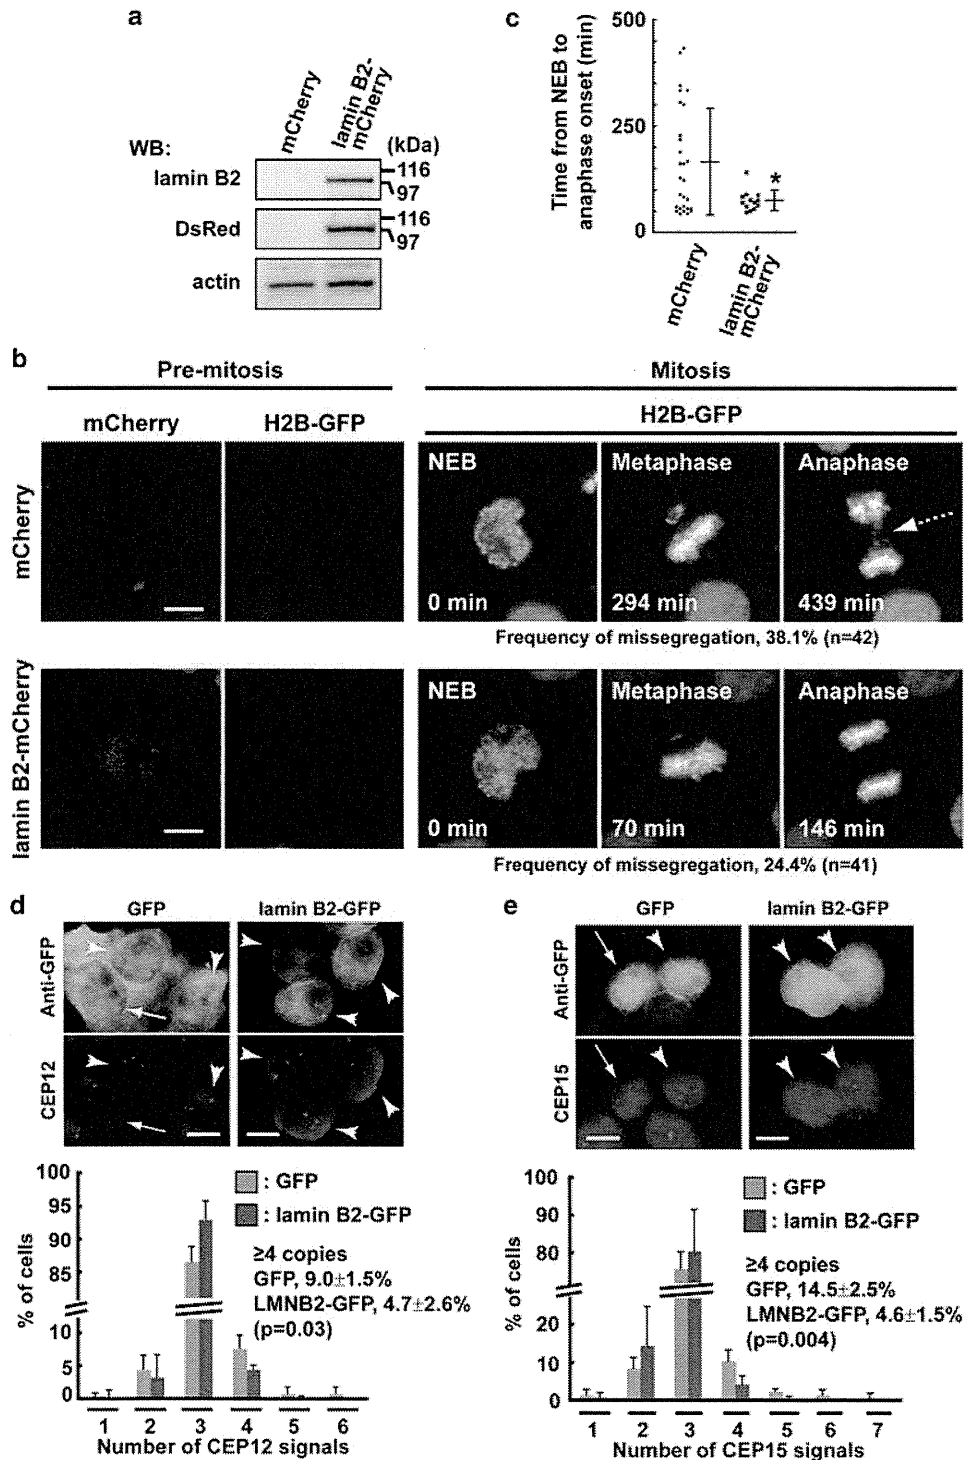 a
mCherry
lamin B2-
mCherry
WB:
(kDa)
lamin B2
116
97
DsRed
116
97
actin
c
Time from NEB to
anaphase onset (min)
500
250
0
*
mCherry
lamin B2-
mCherry
b
Pre-mitosis
Mitosis
mCherry
H2B-GFP
H2B-GFP
mCherry
NEB
Metaphase
Anaphase
0 min
294 min
439 min
Frequency of missegregation, 38.1% (n=42)
lamin B2-mCherry
NEB
Metaphase
Anaphase
0 min
70 min
146 min
Frequency of missegregation, 24.4% (n=41)
d
GFP
lamin B2-GFP
Anti-GFP
CEP12
% of cells
100
95
90
85
10
5
0
: GFP
: lamin B2-GFP
≥4 copies
GFP, 9.0±1.5%
LMNB2-GFP, 4.7±2.6%
(p=0.03)
1 2 3 4 5 6
Number of CEP12 signals
e
GFP
lamin B2-GFP
Anti-GFP
CEP15
% of cells
100
90
80
20
10
0
: GFP
: lamin B2-GFP
≥4 copies
GFP, 14.5±2.5%
LMNB2-GFP, 4.6±1.5%
(p=0.004)
1 2 3 4 5 6 7
Number of CEP15 signals